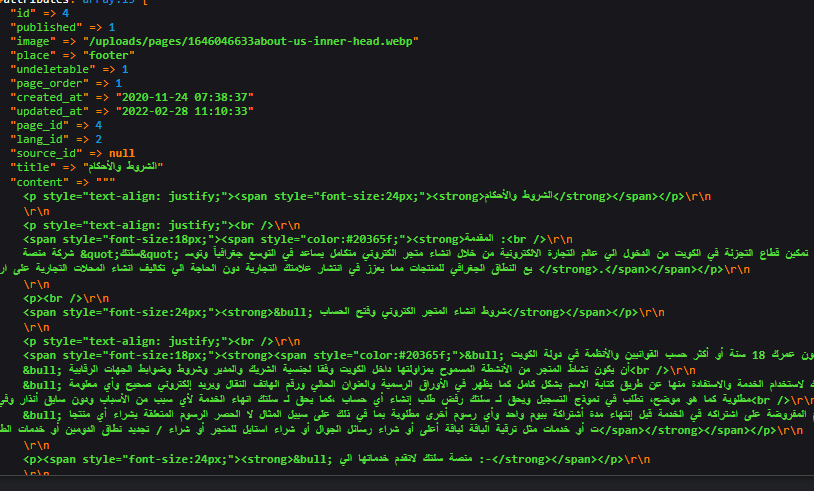 #attributes: array:15 [
"id" => 4
"published" => 1
"image" => "/uploads/pages/1646046633about-us-inner-head.webp"
"place" => "footer"
"undeletable" => 1
"page_order" => 1
"created_at" => "2020-11-24 07:38:37"
"updated_at" => "2022-02-28 11:10:33"
"page_id" => 4
"lang_id" => 2
"source_id" => null
"title" => "الشروط والأحكام"
"content" => """
<p style="text-align: justify;"><span style="font-size:24px;"><strong>الشروط والأحكام</strong></span></p>\r\n
\r\n
<p style="text-align: justify;"><br />\r\n
<span style="font-size:18px;"><span style="color:#20365f;"><strong>المقدمة :<br />\r\n
شركة منصة &quot;سلتك&quot; تمكين قطاع التجزئة في الكويت من الدخول الي عالم التجارة الالكترونية من خلال انشاء متجر الكتروني متكامل يساعد في التوسع جغرافياً وتوس
يع النطاق الجغرافي للمنتجات مما يعزز في انتشار علامتك التجارية دون الحاجة الي تكاليف انشاء المحلات التجارية على ار .</strong></span></span></p>\r\n
\r\n
<p><br />\r\n
<span style="font-size:24px;"><strong>&bull; شروط انشاء المتجر الكتروني وفتح الحساب</strong></span></p>\r\n
\r\n
<p style="text-align: justify;"><br />\r\n
<span style="font-size:18px;"><strong><span style="color:#20365f;">&bull; ون عمرك 18 سنة أو أكثر حسب القوانيين والأنظمة في دولة الكويت
&bull; أن يكون نشاط المتجر من الأنشطة المسموح بمزاولتها داخل الكويت وفقا لجنسية الشريك والمدير وشروط وضوابط الجهات الرقابية<br />\r\n
&bull; ك لاستخدام الخدمة والاستفادة منها عن طريق كتابة الاسم بشكل كامل كما يظهر في الأوراق الرسمية والعنوان الحالي ورقم الهاتف النقال وبريد إلكتروني صحيح وأي معلومة
مطلوبة كما هو موضح، تطلب في نموذج التسجيل ويحق لـ سلتك رفض طلب إنشاء أي حساب ،كما يحق لـ سلتك انهاء الخدمة لأي سبب من الأسباب ودون سابق أنذار وفي<br />\r\n
&bull; م المفروضة على اشتراكه في الخدمة قبل إنتهاء مدة أشتراكة بيوم واحد وأي رسوم أخرى مطلوبة بما في ذلك على سبيل المثال لا الحصر الرسوم المتعلقة بشراء أي منتجا
ت أو خدمات مثل ترقية الباقة لباقة أعلى أو شراء رسائل الجوال أو شراء استايل للمتجر أو شراء / تجديد نطاق الدومين أو خدمات الط</span></strong></span></p>\r\n
\r\n
<p><span style="font-size:24px;"><strong>&bull; منصة سلتك لاتقدم خدماتها الي :-</strong></span></p>\r\n
\r\n